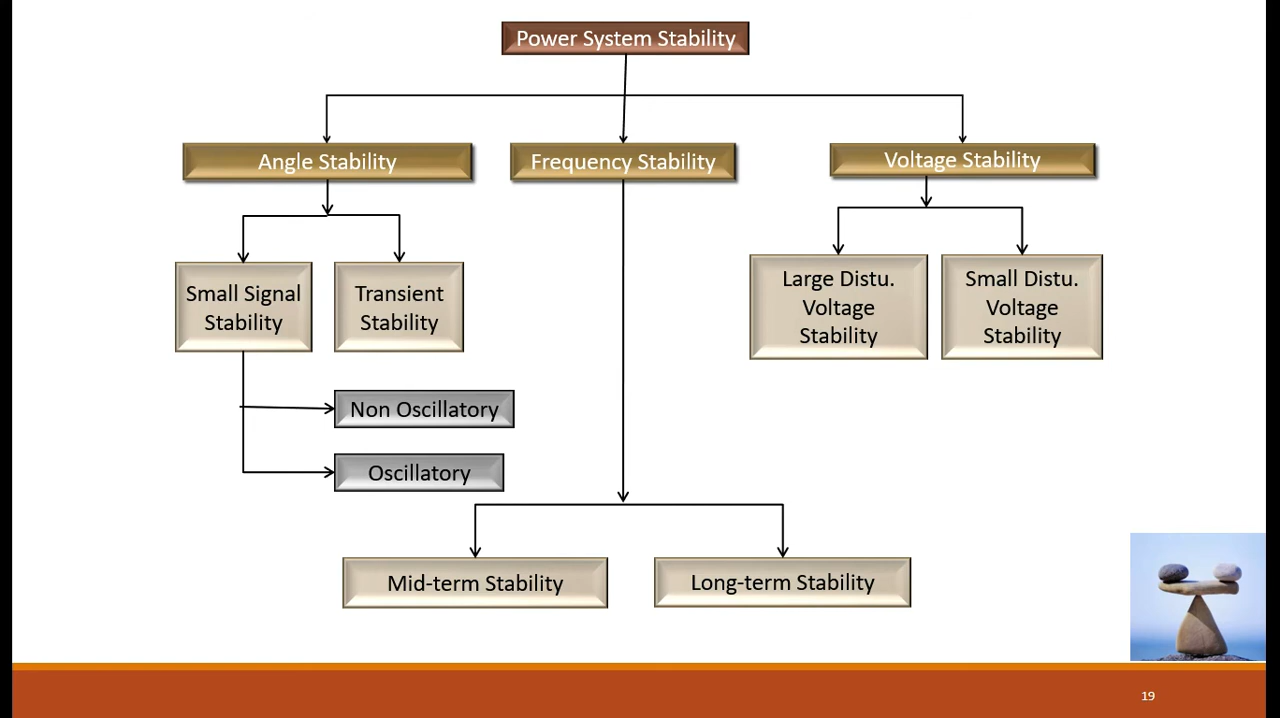 Power System Stability
Angle Stability
Frequency Stability
Voltage Stability
Small Signal
Stability
Transient
Stability
Large Distu.
Voltage
Stability
Small Distu.
Voltage
Stability
Non Oscillatory
Oscillatory
Mid-term Stability
Long-term Stability
19